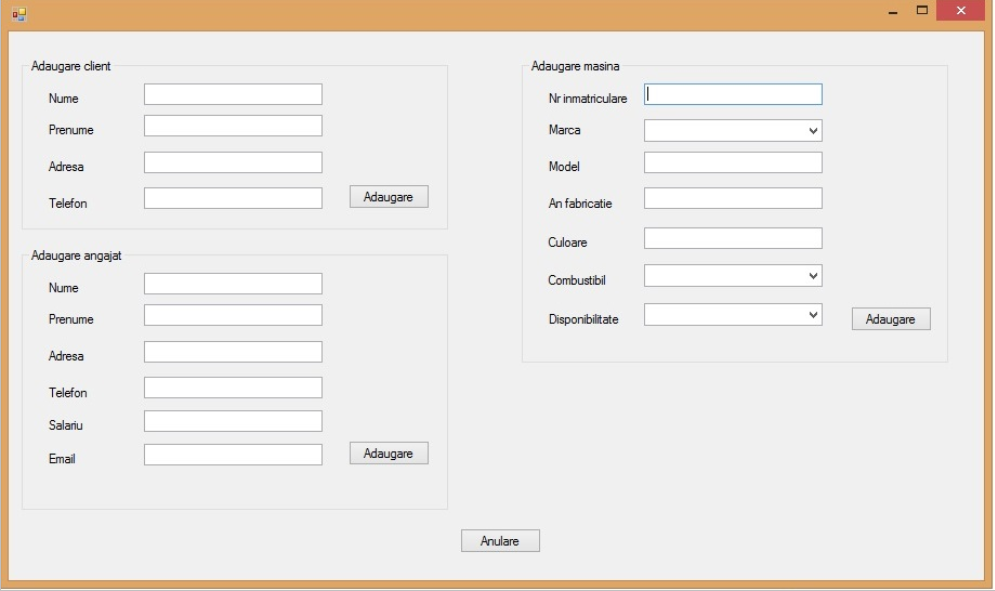 Adaugare client
Nume
Prenume
Adresa
Telefon
Adaugare
Adaugare angajat
Nume
Prenume
Adresa
Telefon
Salariu
Email
Adaugare
Adaugare masina
Nr inmatriculare
Marca
Model
An fabricatie
Culoare
Combustibil
Disponibilitate
Adaugare
Anulare